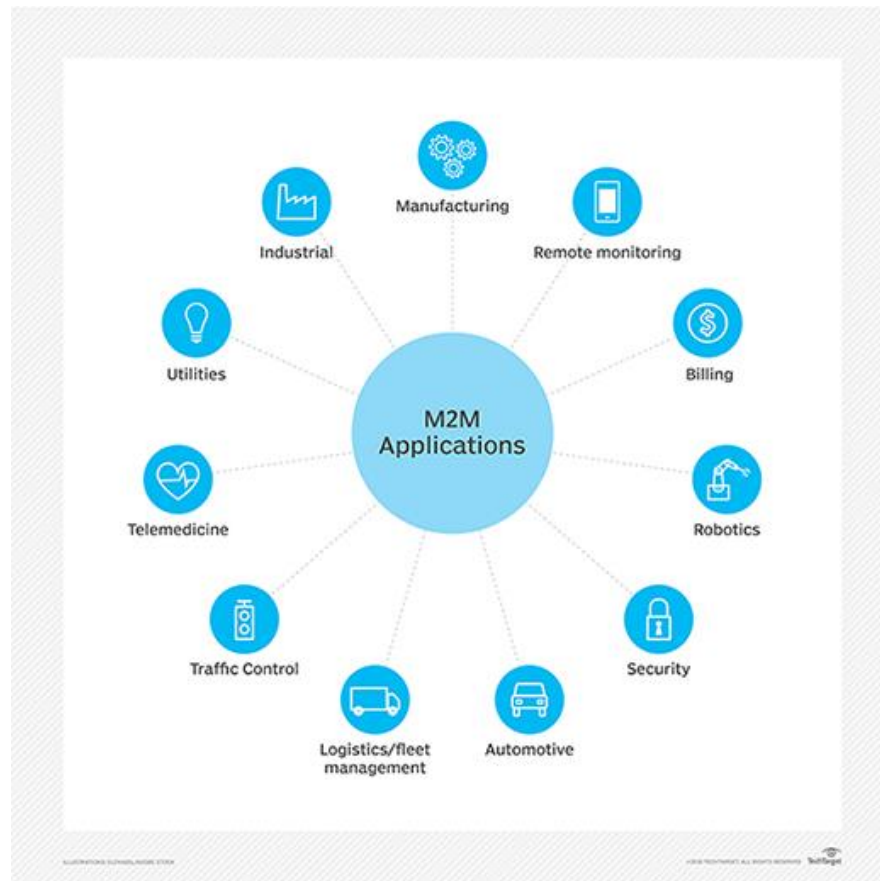 Manufacturing
Industrial
Remote monitoring
Utilities
Billing
M2M
Applications
Telemedicine
Robotics
Traffic Control
Security
Logistics/fleet
management
Automotive
TechTarget